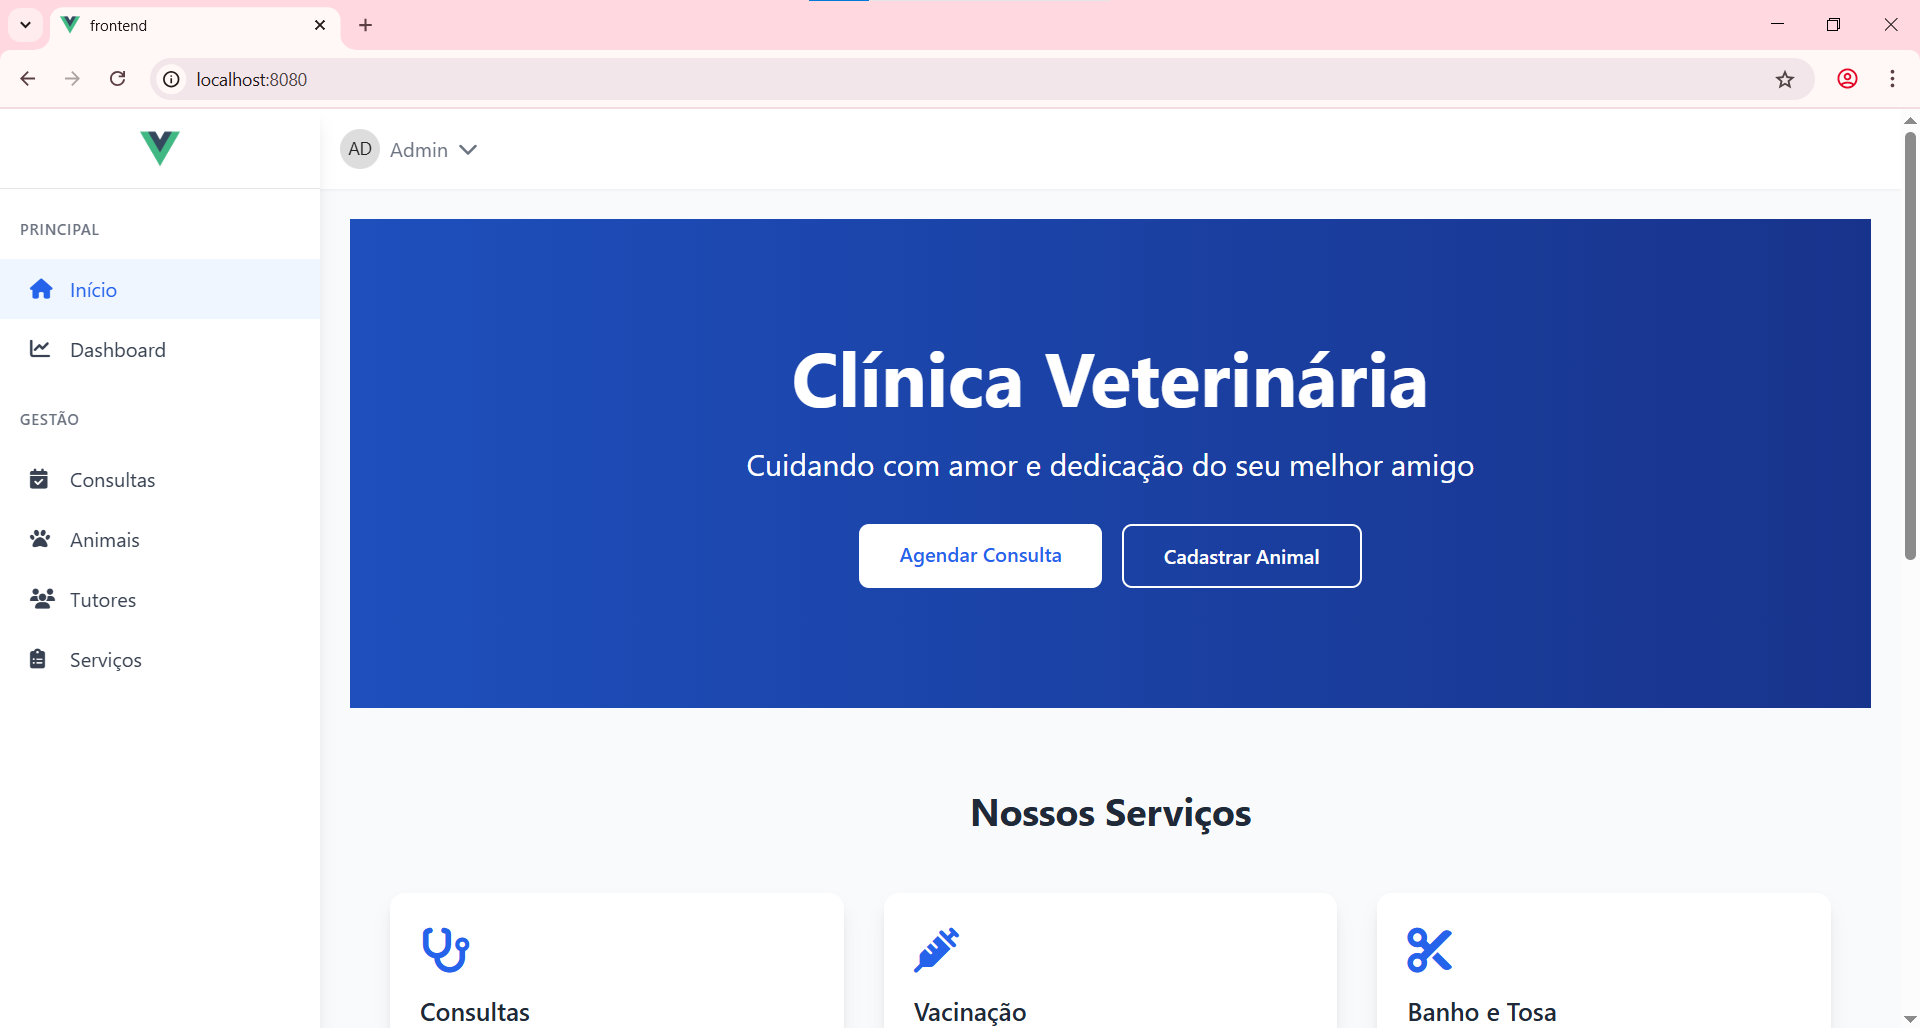 frontend
localhost:8080
AD Admin
PRINCIPAL
Início
Dashboard
GESTÃO
Consultas
Animais
Tutores
Serviços
Clínica Veterinária
Cuidando com amor e dedicação do seu melhor amigo
Agendar Consulta Cadastrar Animal
Nossos Serviços
Consultas Vacinação Banho e Tosa